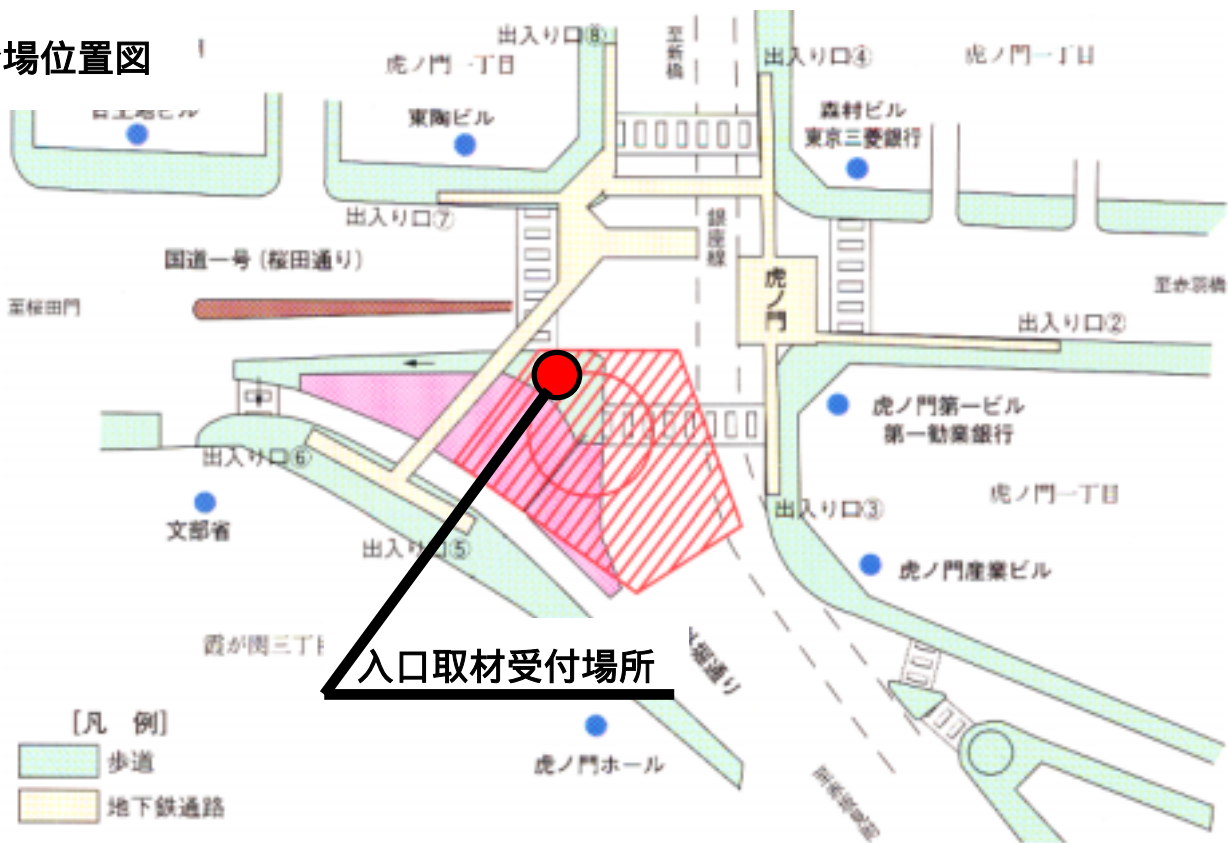 場位置図
出入り口⑧
虎ノ門一丁目
至新橋
出入り口④
虎ノ門一丁目
東陶ビル
森村ビル
東京三菱銀行
出入り口⑦
銀座線
国道一号 (桜田通り)
虎ノ門
至桜田門
至赤羽橋
出入り口②
虎ノ門第一ビル
第一勧業銀行
出入り口⑥
虎ノ門一丁目
文部省
出入り口③
出入り口⑤
虎ノ門産業ビル
霞が関三丁目
入口取材受付場所
堀通り
[凡 例]
歩道
虎ノ門ホール
地下鉄通路